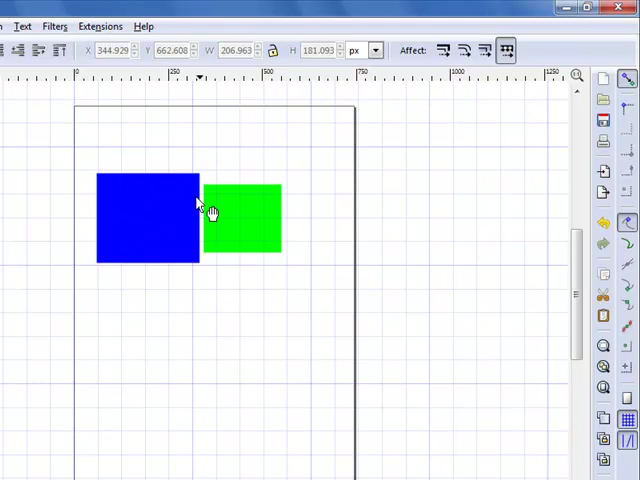 Text Filters Extensions Help
X 344.929 Y 662.608 W 206.963 H 181.093 px Affect:
0 250 500 750 1000 1250